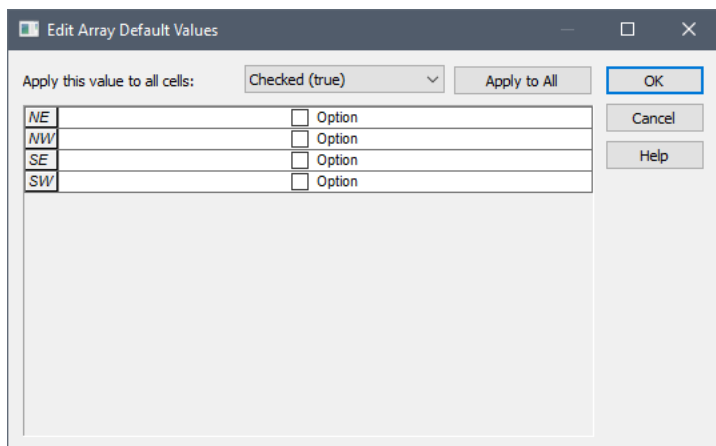 Edit Array Default Values
Apply this value to all cells: Checked (true) Apply to All OK
NE Option Cancel
NW Option
SE Option Help
SW Option